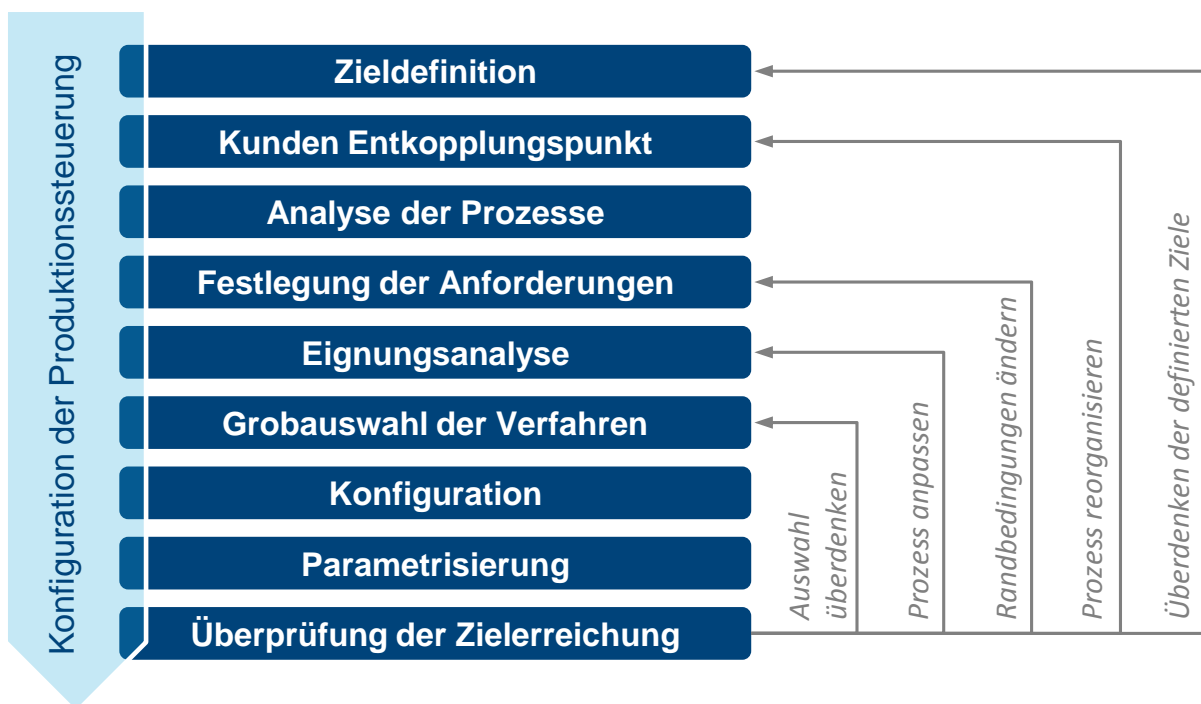 Konfiguration der Produktionssteuerung
Zieldefinition
Kunden Entkopplungspunkt
Analyse der Prozesse
Festlegung der Anforderungen
Eignungsanalyse
Grobauswahl der Verfahren
Konfiguration
Parametrisierung
Überprüfung der Zielerreichung
Auswahl
überdenken
Prozess anpassen
Randbedingungen ändern
Prozess reorganisieren
Überdenken der definierten Ziele